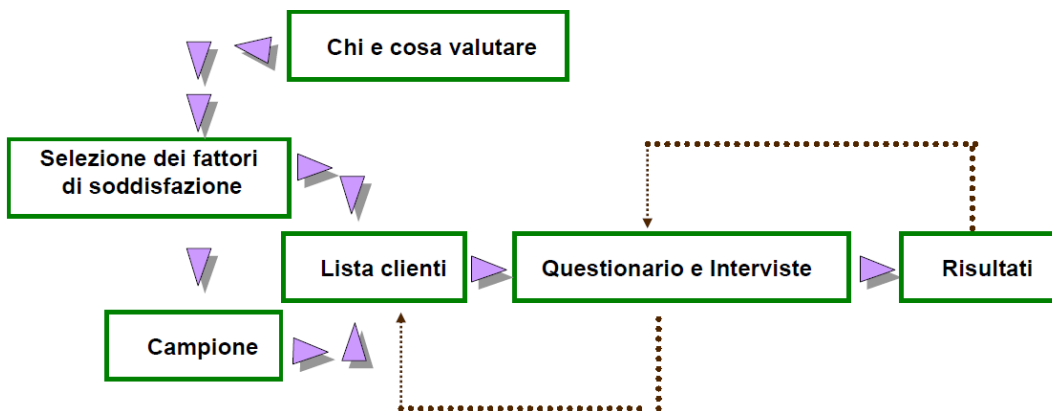 Chi e cosa valutare
Selezione dei fattori
di soddisfazione
Lista clienti
Questionario e Interviste
Risultati
Campione